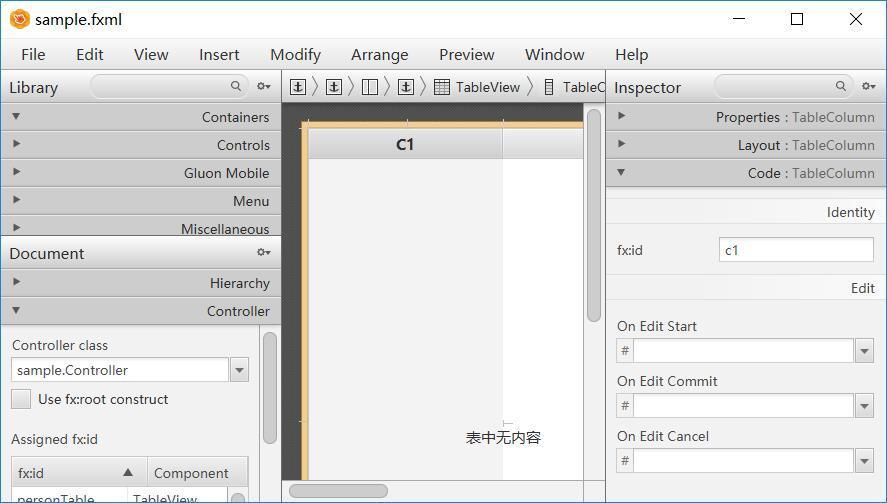 sample.fxml
File Edit View Insert Modify Arrange Preview Window Help
Library
Containers
Controls
Gluon Mobile
Menu
Miscellaneous
Document
Hierarchy
Controller
Controller class
sample.Controller
Use fx:root construct
Assigned fx:id
fx:id Component
personTable TableView
TableView TableC
C1
表中无内容
Inspector
Properties : TableColumn
Layout : TableColumn
Code : TableColumn
Identity
fx:id c1
Edit
On Edit Start
#
On Edit Commit
#
On Edit Cancel
#